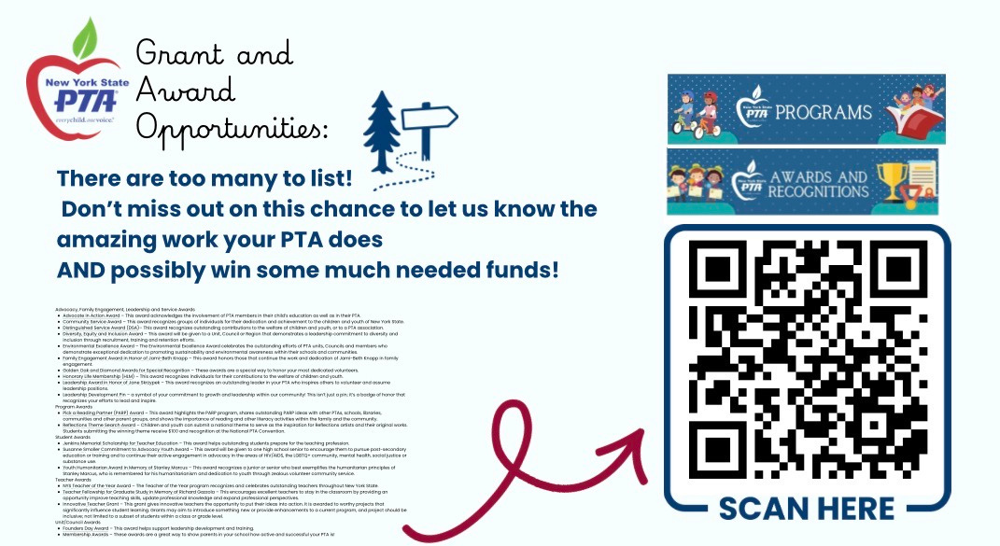 New York State
PTA
everychild.onevoice.
Grant and
Award
Opportunities:
There are too many to list!
Don't miss out on this chance to let us know the
amazing work your PTA does
AND possibly win some much needed funds!
New York State
PTA
PROGRAMS
New York State
PTA
AWARDS AND
RECOGNITIONS
Advocacy, Family Engagement, Leadership and Service Awards
Advocate in Action Award – This award acknowledges the involvement of PTA members in their child's education as well as in their PTA.
Community Service Award – This award recognizes groups of individuals for their dedication and achievement to the children and youth of New York State.
Distinguished Service Award (DSA)– This award recognizes outstanding contributions to the welfare of children and youth, or to a PTA association.
Diversity, Equity and Inclusion Award – This award will be given to a Unit, Council or Region that demonstrates a leadership commitment to diversity and
inclusion through recruitment, training and retention efforts.
Environmental Excellence Award – The Environmental Excellence Award celebrates the outstanding efforts of PTA units, Councils and members who
demonstrate exceptional dedication to promoting sustainability and environmental awareness within their schools and communities.
Family Engagement Award in Honor of Jami-Beth Knapp – This award honors those that continue the work and dedication of Jami-Beth Knapp in family
engagement.
Golden Oak and Diamond Awards for Special Recognition – These awards are a special way to honor your most dedicated volunteers.
Honorary Life Membership (HLM) – This award recognizes individuals for their contributions to the welfare of children and youth.
Leadership Award in Honor of Jane Skrzypek – This award recognizes an outstanding leader in your PTA who inspires others to volunteer and assume
leadership positions.
Leadership Development Pin – a symbol of your commitment to growth and leadership within our community! This isn't just a pin; it's a badge of honor that
recognizes your efforts to lead and inspire.
Program Awards
Pick a Reading Partner (PARP) Award – This award highlights the PARP program, shares outstanding PARP ideas with other PTAs, schools, libraries,
communities and other parent groups, and shows the importance of reading and other literacy activities within the family and the community.
Reflections Theme Search Award – Children and youth can submit a national theme to serve as the inspiration for Reflections artists and their original works.
Students submitting the winning theme receive $100 and recognition at the National PTA Convention.
Student Awards
Jenkins Memorial Scholarship for Teacher Education – This award helps outstanding students prepare for the teaching profession.
Susanne Smoller Commitment to Advocacy Youth Award – This award will be given to one high school senior to encourage them to pursue post-secondary
education or training and to continue their active engagement in advocacy in the areas of HIV/AIDS, the LGBTQ+ community, mental health, social justice or
substance use.
Youth Humanitarian Award in Memory of Stanley Marcus – This award recognizes a junior or senior who best exemplifies the humanitarian principles of
Stanley Marcus, who is remembered for his humanitarianism and dedication to youth through zealous volunteer community service.
Teacher Awards
NYS Teacher of the Year Award – The Teacher of the Year program recognizes and celebrates outstanding teachers throughout New York State.
Teacher Fellowship for Graduate Study in Memory of Richard Gazzola – This encourages excellent teachers to stay in the classroom by providing an
opportunity improve teaching skills, update professional knowledge and expand professional perspectives.
Innovative Teacher Grant – This grant gives innovative teachers the opportunity to put their ideas into action. It is awarded to worthy projects that
significantly influence student learning. Grants may aim to introduce something new or provide enhancements to a current program, and project should be
inclusive; not limited to a subset of students within a class or grade level.
Unit/Council Awards
Founders Day Award – This award helps support leadership development and training.
Membership Awards – These awards are a great way to show parents in your school how active and successful your PTA is!
SCAN HERE